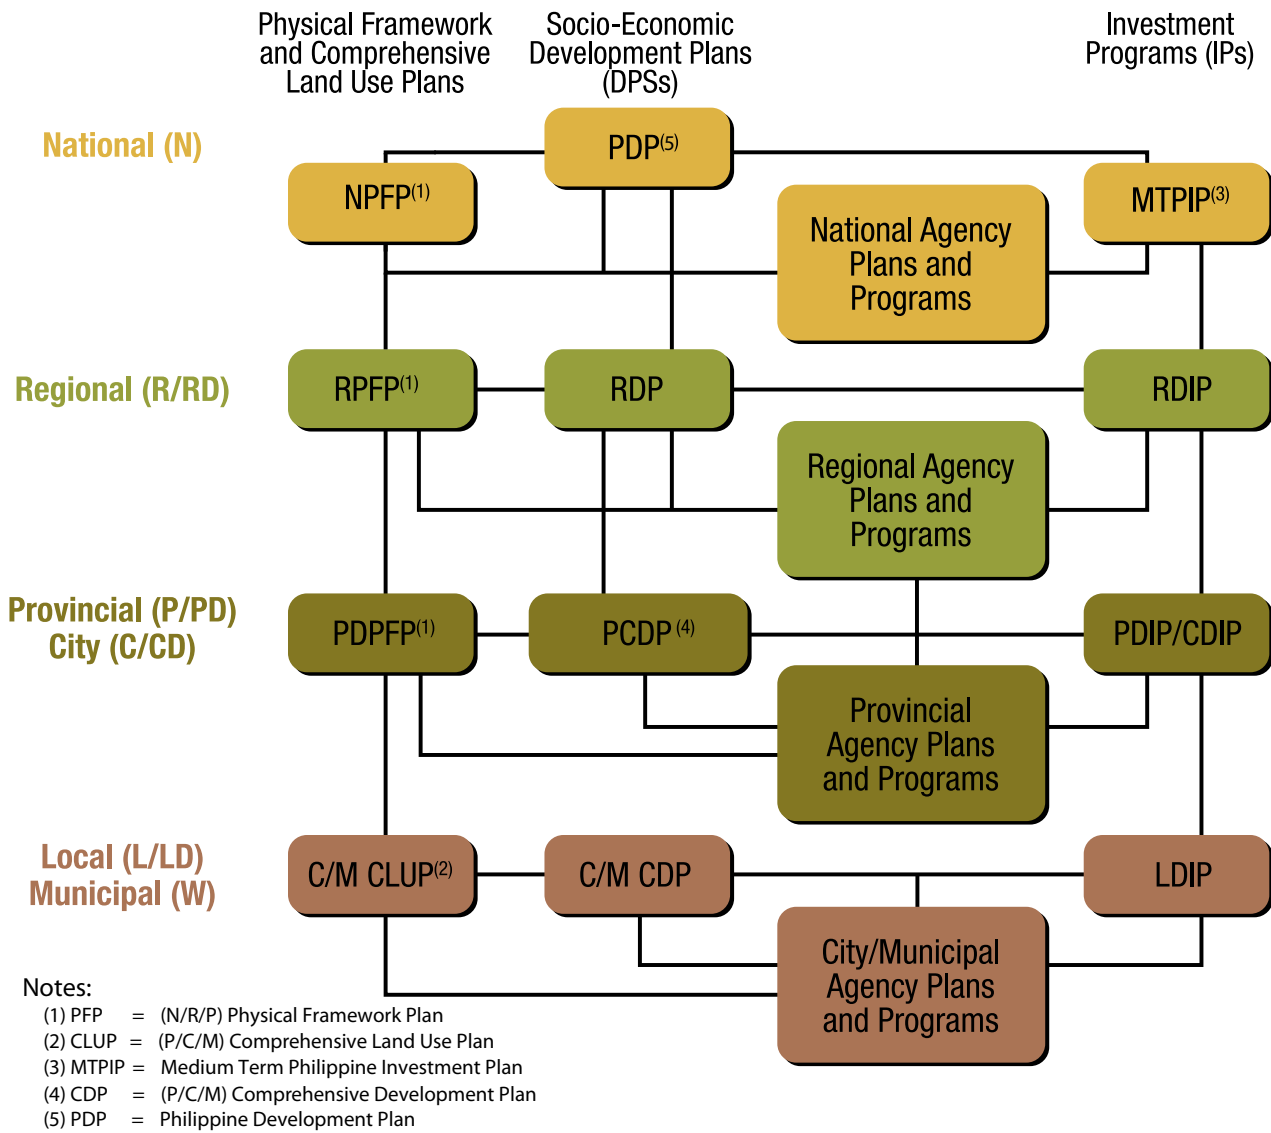 Physical Framework
and Comprehensive
Land Use Plans
Socio-Economic
Development Plans
(DPSs)
Investment
Programs (IPs)
National (N)
PDP(5)
NPFP(1)
MTPIP(3)
National Agency
Plans and
Programs
Regional (R/RD)
RPFP(1)
RDP
RDIP
Regional Agency
Plans and
Programs
Provincial (P/PD)
City (C/CD)
PDPFP(1)
PCDP (4)
PDIP/CDIP
Provincial
Agency Plans
and Programs
Local (L/LD)
Municipal (W)
C/M CLUP(2)
C/M CDP
LDIP
City/Municipal
Agency Plans
and Programs
Notes:
(1) PFP = (N/R/P) Physical Framework Plan
(2) CLUP = (P/C/M) Comprehensive Land Use Plan
(3) MTPIP = Medium Term Philippine Investment Plan
(4) CDP = (P/C/M) Comprehensive Development Plan
(5) PDP = Philippine Development Plan